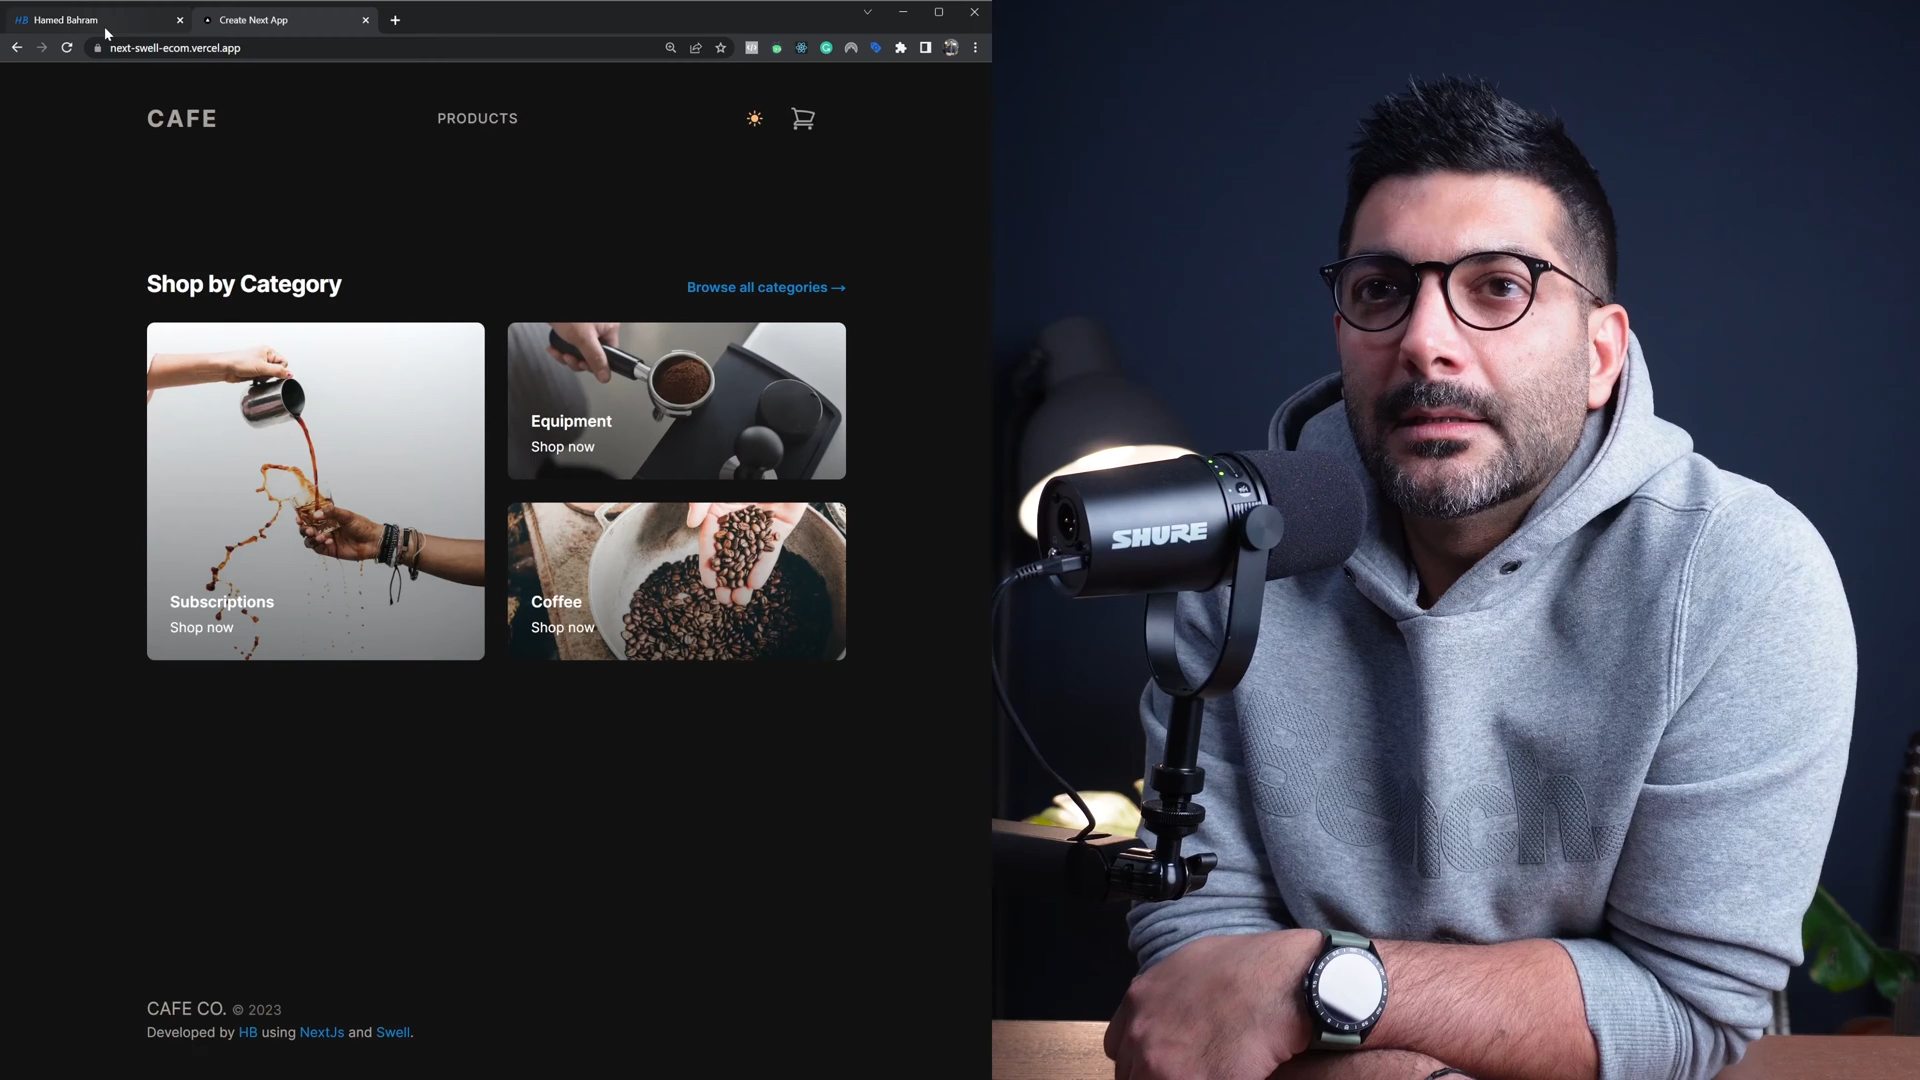 HB Hamed Bahram
Create Next App
next-swell-ecom.vercel.app
CAFE
PRODUCTS
Shop by Category
Browse all categories →
Equipment
Shop now
Subscriptions
Shop now
Coffee
Shop now
CAFE CO. © 2023
Developed by HB using NextJs and Swell.
SHURE
Bench